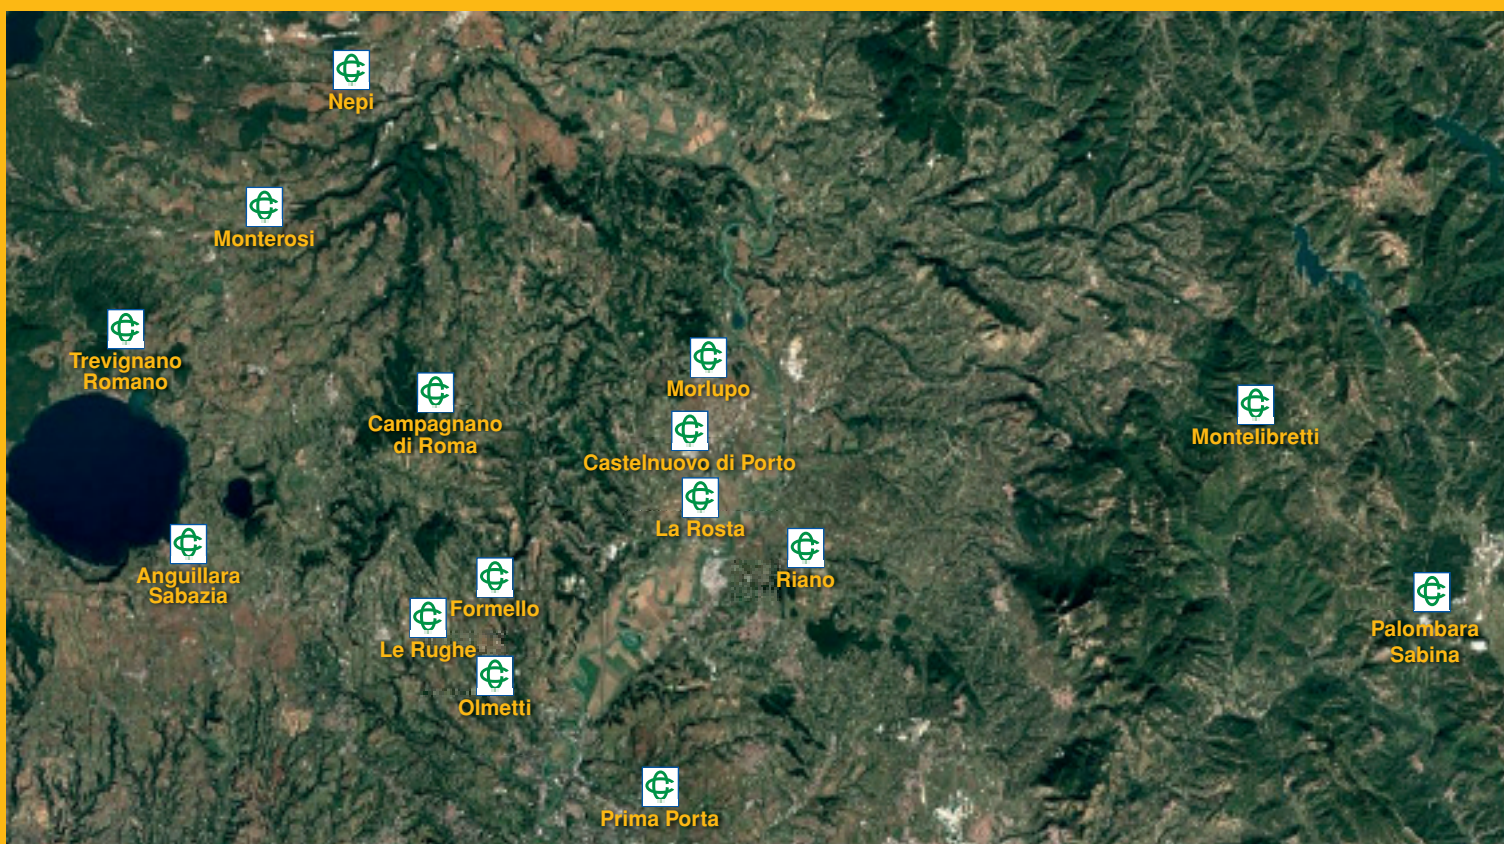 Nepi
Monterosi
Trevignano
Romano
Morlupo
Campagnano
di Roma
Montelibretti
Castelnuovo di Porto
La Rosta
Anguillara
Sabazia
Riano
Formello
Le Rughe
Palombara
Sabina
Olmetti
Prima Porta